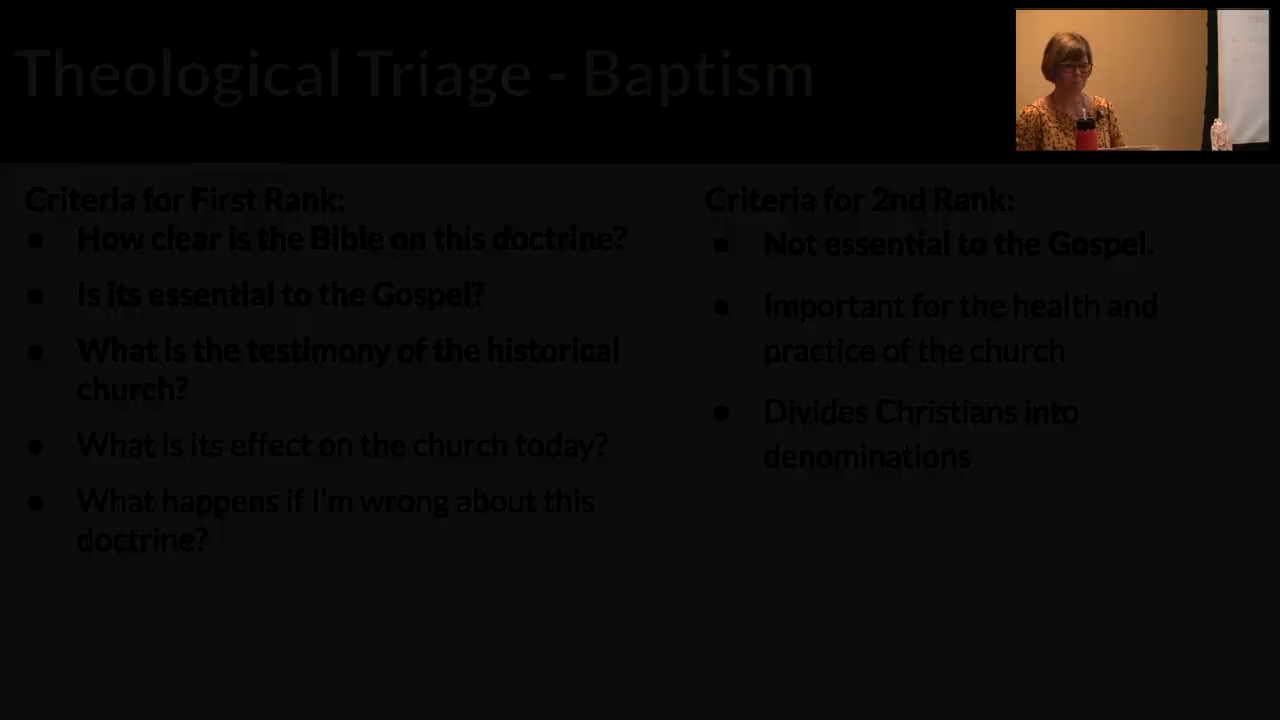 Theological Triage - Baptism
Criteria for First Rank:
● How clear is the Bible on this doctrine?
● Is its essential to the Gospel?
● What is the testimony of the historical
church?
● What is its effect on the church today?
● What happens if I'm wrong about this
doctrine?
Criteria for 2nd Rank:
● Not essential to the Gospel.
● Important for the health and
practice of the church
● Divides Christians into
denominations